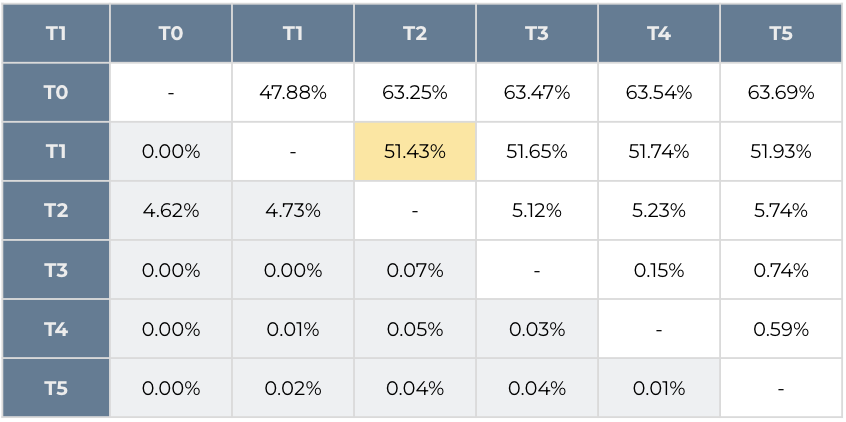 T1 T0 T1 T2 T3 T4 T5
T0 - 47.88% 63.25% 63.47% 63.54% 63.69%
T1 0.00% - 51.43% 51.65% 51.74% 51.93%
T2 4.62% 4.73% - 5.12% 5.23% 5.74%
T3 0.00% 0.00% 0.07% - 0.15% 0.74%
T4 0.00% 0.01% 0.05% 0.03% - 0.59%
T5 0.00% 0.02% 0.04% 0.04% 0.01% -